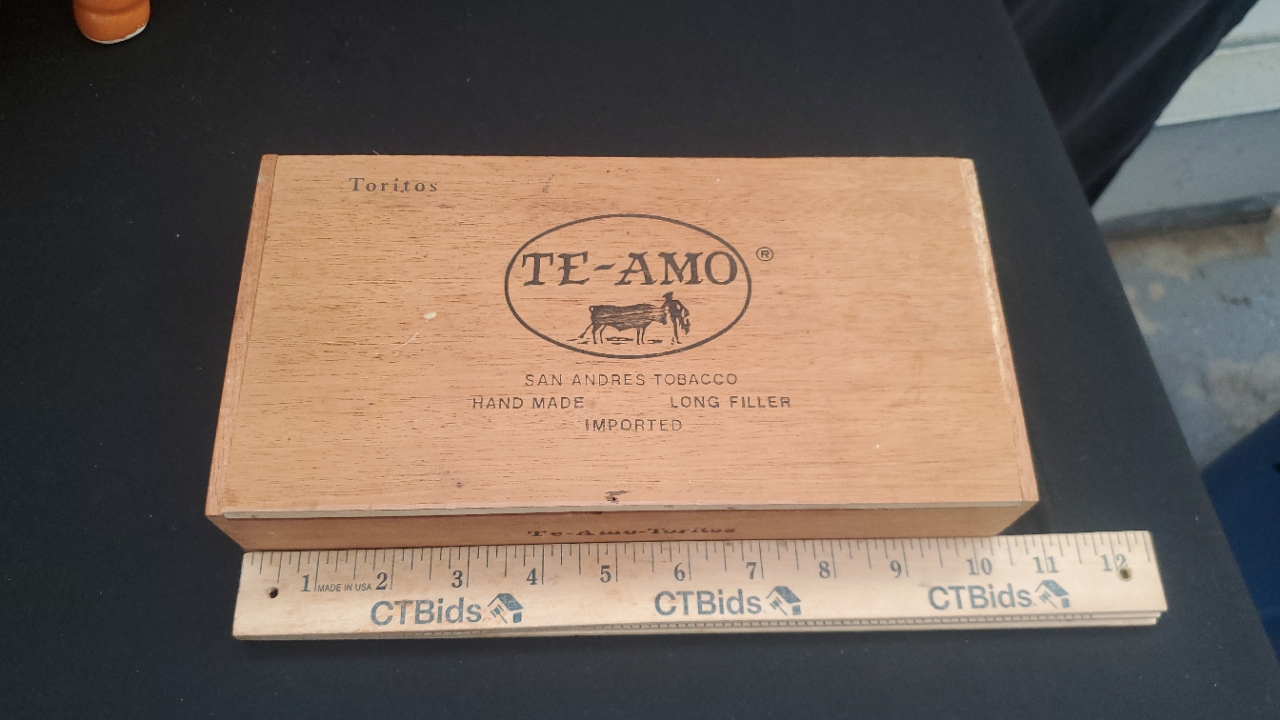 Toritos
TE-AMO ®
SAN ANDRES TOBACCO
HAND MADE LONG FILLER
IMPORTED
Te-Amo-Toritos
1 MADE IN USA 2 3 4 5 6 7 8 9 10 11 12
CTBids CTBids CTBids